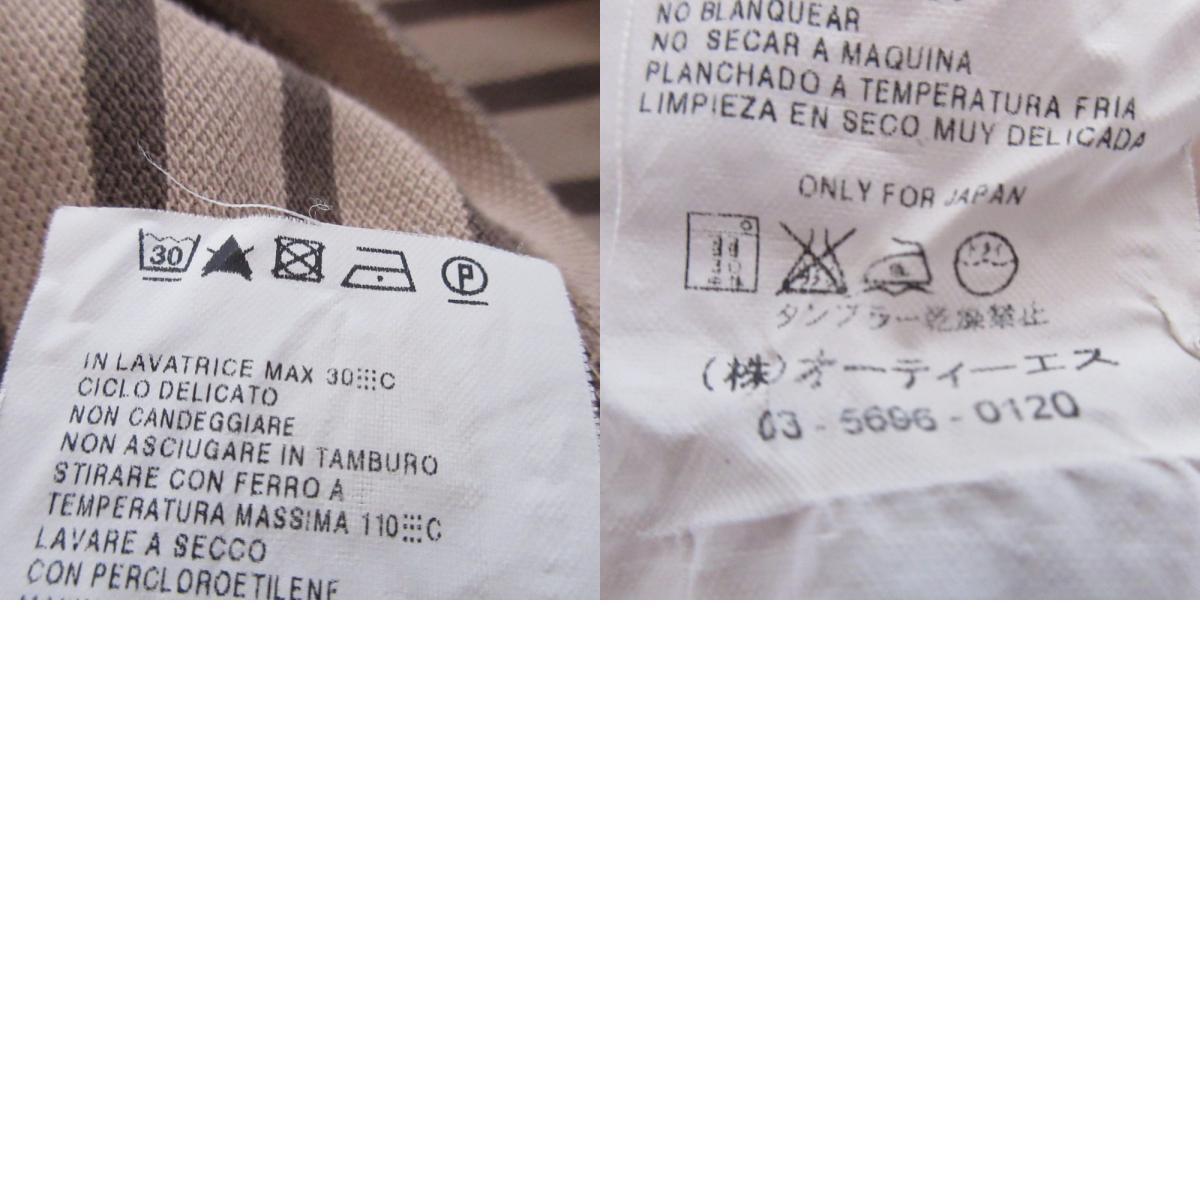 30
P
IN LAVATRICE MAX 30 C
CICLO DELICATO
NON CANDEGGIARE
NON ASCIUGARE IN TAMBURO
STIRARE CON FERRO A
TEMPERATURA MASSIMA 110 C
LAVARE A SECCO
CON PERCLOROETILENE
NO BLANQUEAR
NO SECAR A MAQUINA
PLANCHADO A TEMPERATURA FRIA
LIMPIEZA EN SECO MUY DELICADA
ONLY FOR JAPAN
タンブラー乾燥禁止
(株)オーティーエス
03-5696-0120